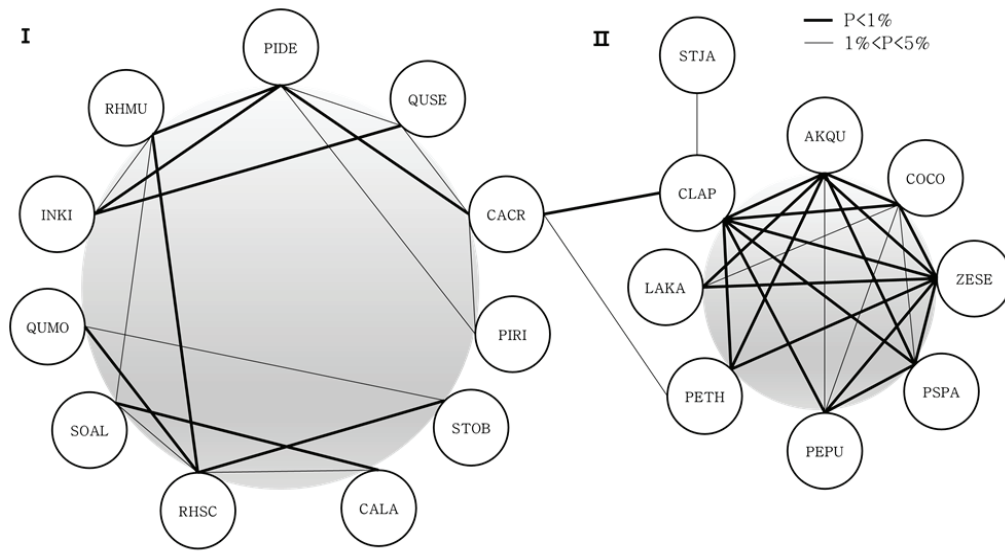 I
PIDE
QUSE
RHMU
INKI
CACR
QUMO
PIRI
SOAL
STOB
RHSC
CALA
II
P<1%
1%<P<5%
STJA
AKQU
COCO
CLAP
LAKA
ZESE
PETH
PSPA
PEPU